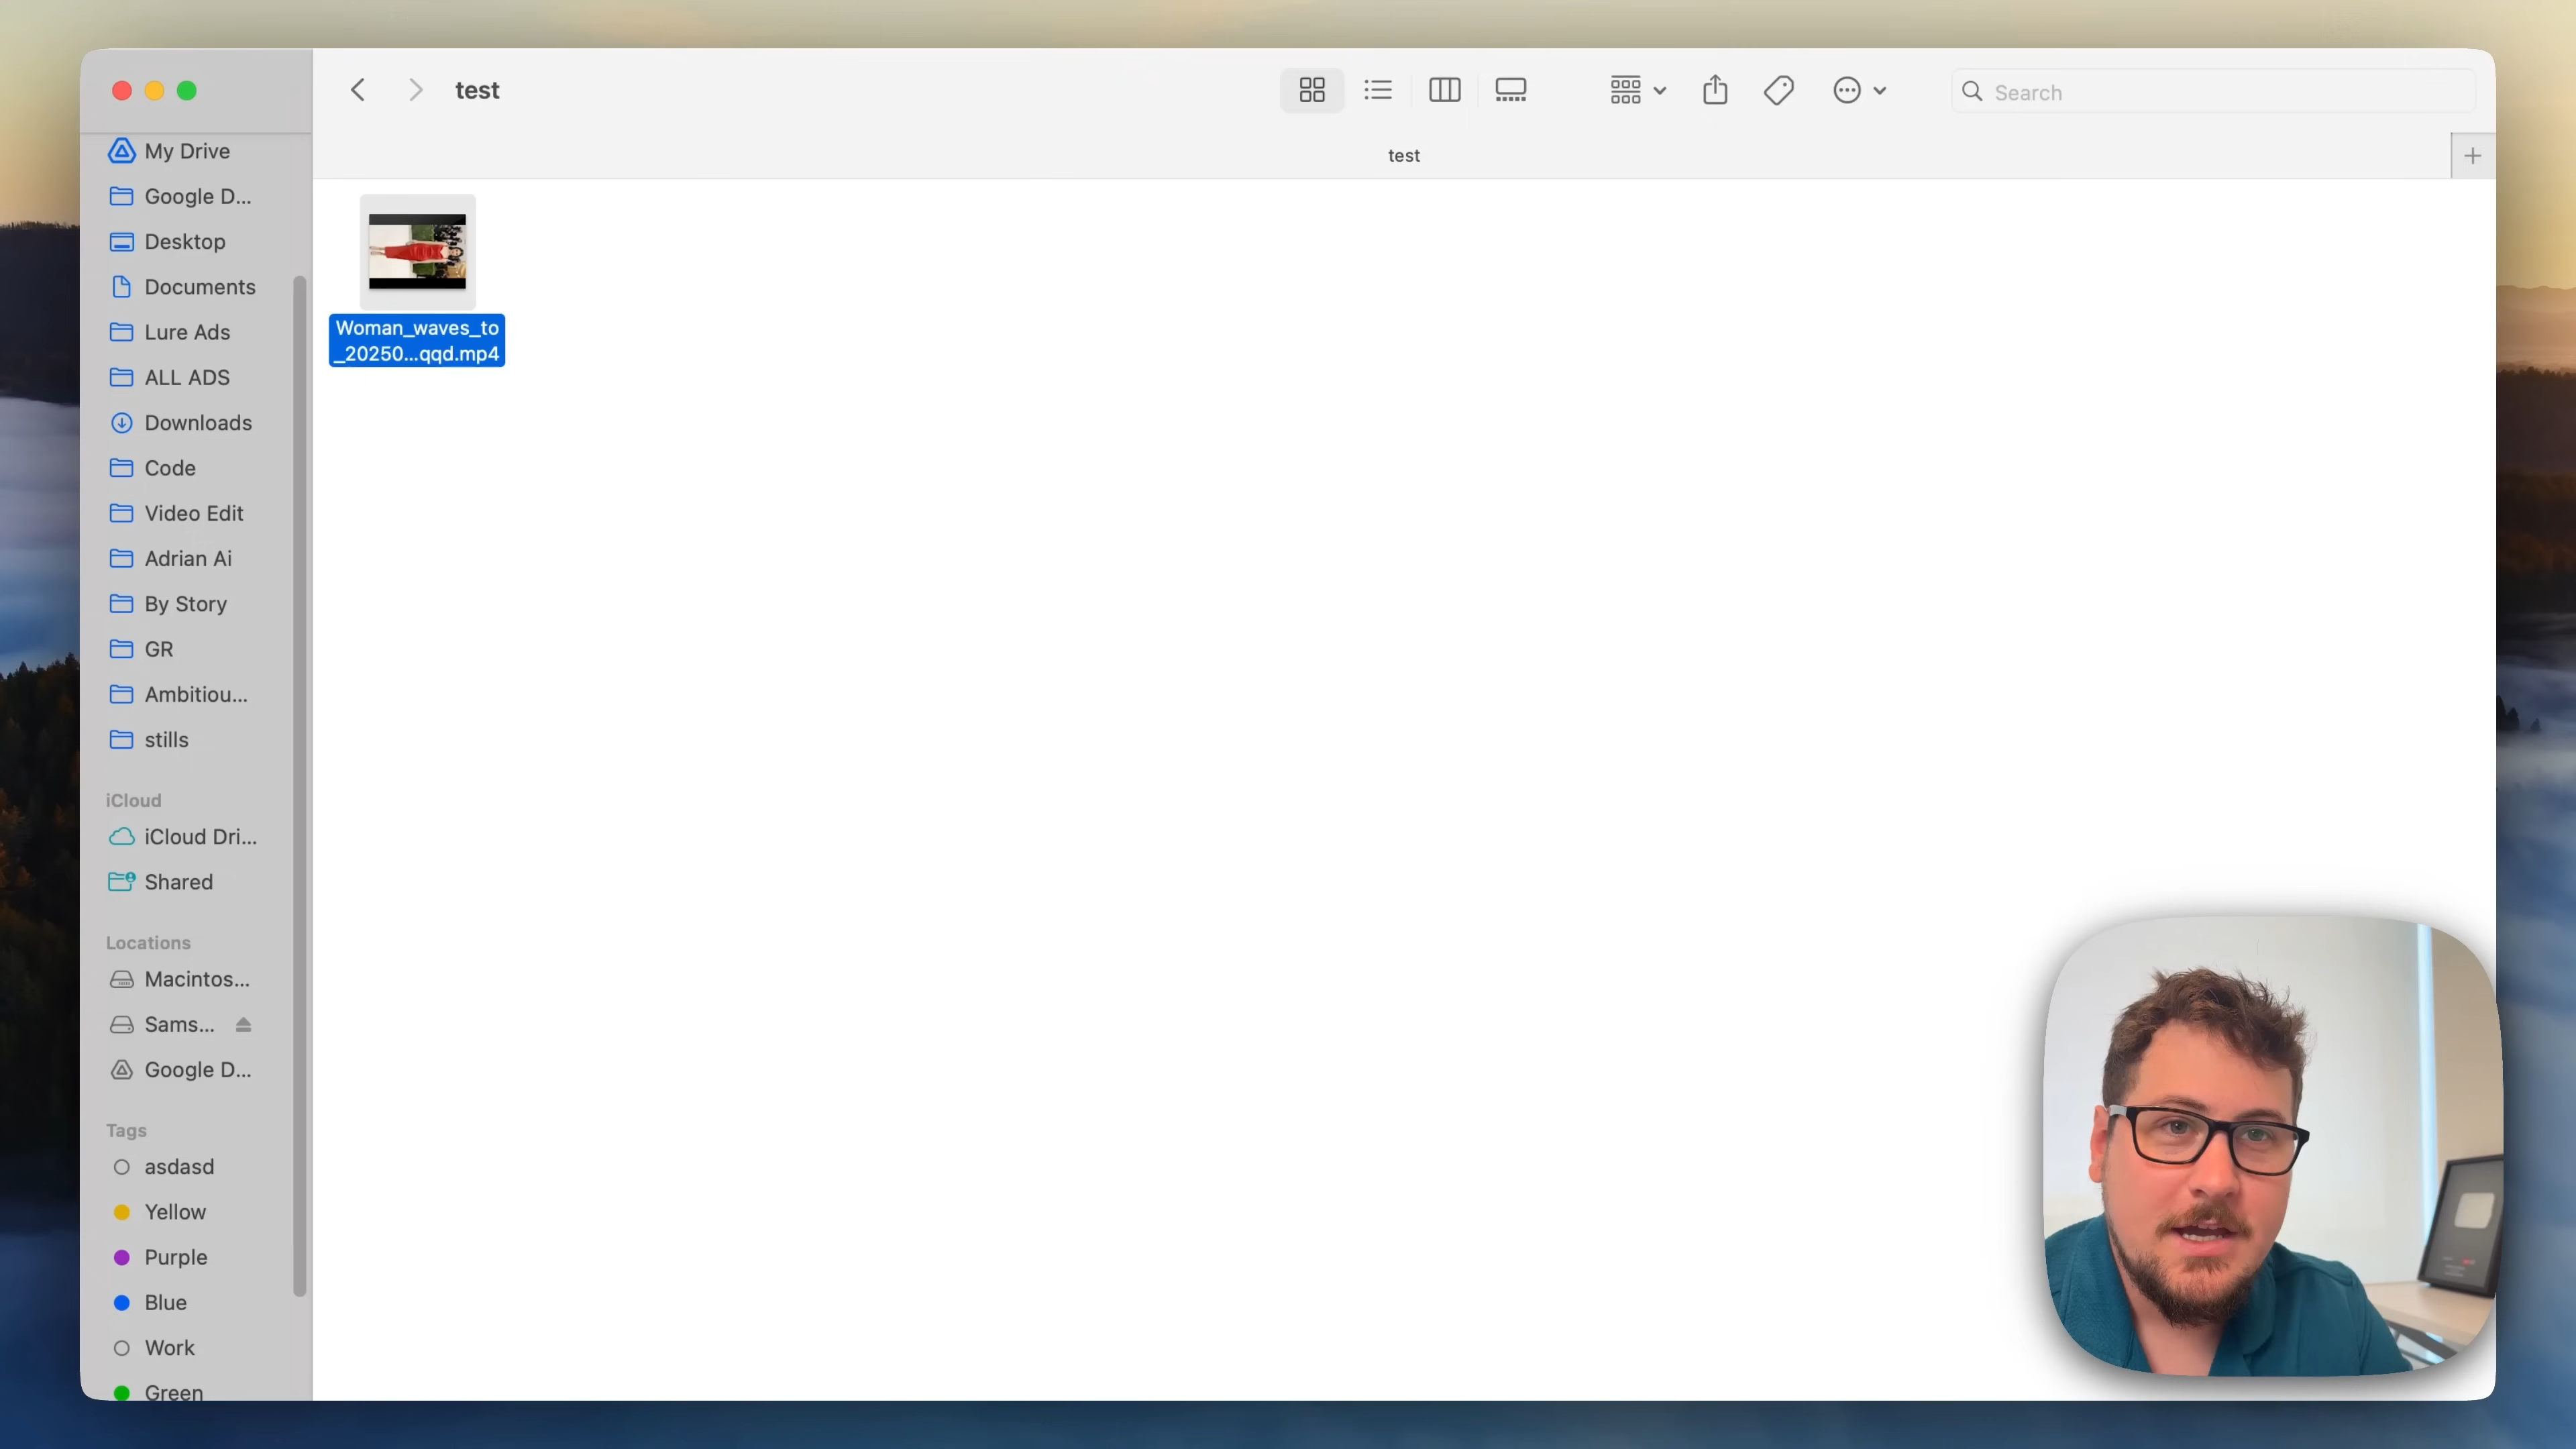 test
Search
test
My Drive
Google D...
Desktop
Documents
Lure Ads
ALL ADS
Downloads
Code
Video Edit
Adrian Ai
By Story
GR
Ambitiou...
stills
iCloud
iCloud Dri...
Shared
Locations
Macintos...
Sams...
Google D...
Tags
asdasd
Yellow
Purple
Blue
Work
Green
Woman_waves_to
_20250...qqd.mp4